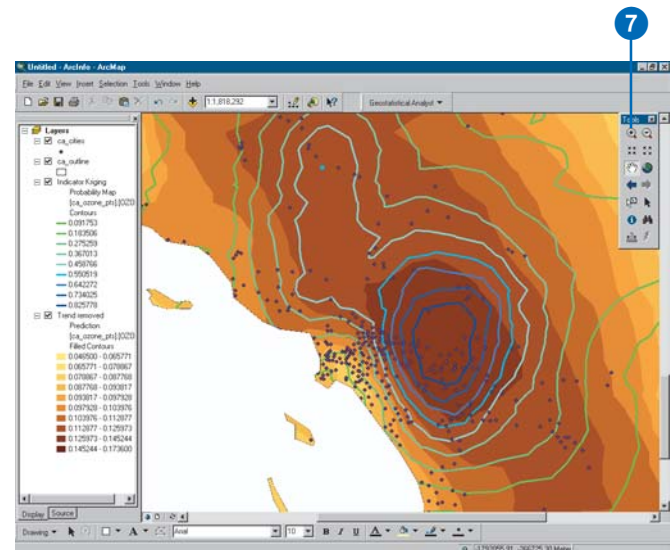 7
Untitled - ArcInfo - ArcMap
File Edit View Insert Selection Tools Window Help
1:1,818,292
Geostatistical Analyst
Tools
Layers
ca_cities
ca_outline
Indicator Kriging
Probability Map
[ca_ozone_pts].[OZO
Contours
0.091753
0.183506
0.275259
0.367013
0.458766
0.550519
0.642272
0.734025
0.825778
Trend removed
Prediction
[ca_ozone_pts].[OZO
Filled Contours
0.046500 - 0.065771
0.065771 - 0.078867
0.078867 - 0.087768
0.087768 - 0.093817
0.093817 - 0.097928
0.097928 - 0.103976
0.103976 - 0.112877
0.112877 - 0.125973
0.125973 - 0.145244
0.145244 - 0.173600
Display Source
Drawing
A
Arial
10
B I U A